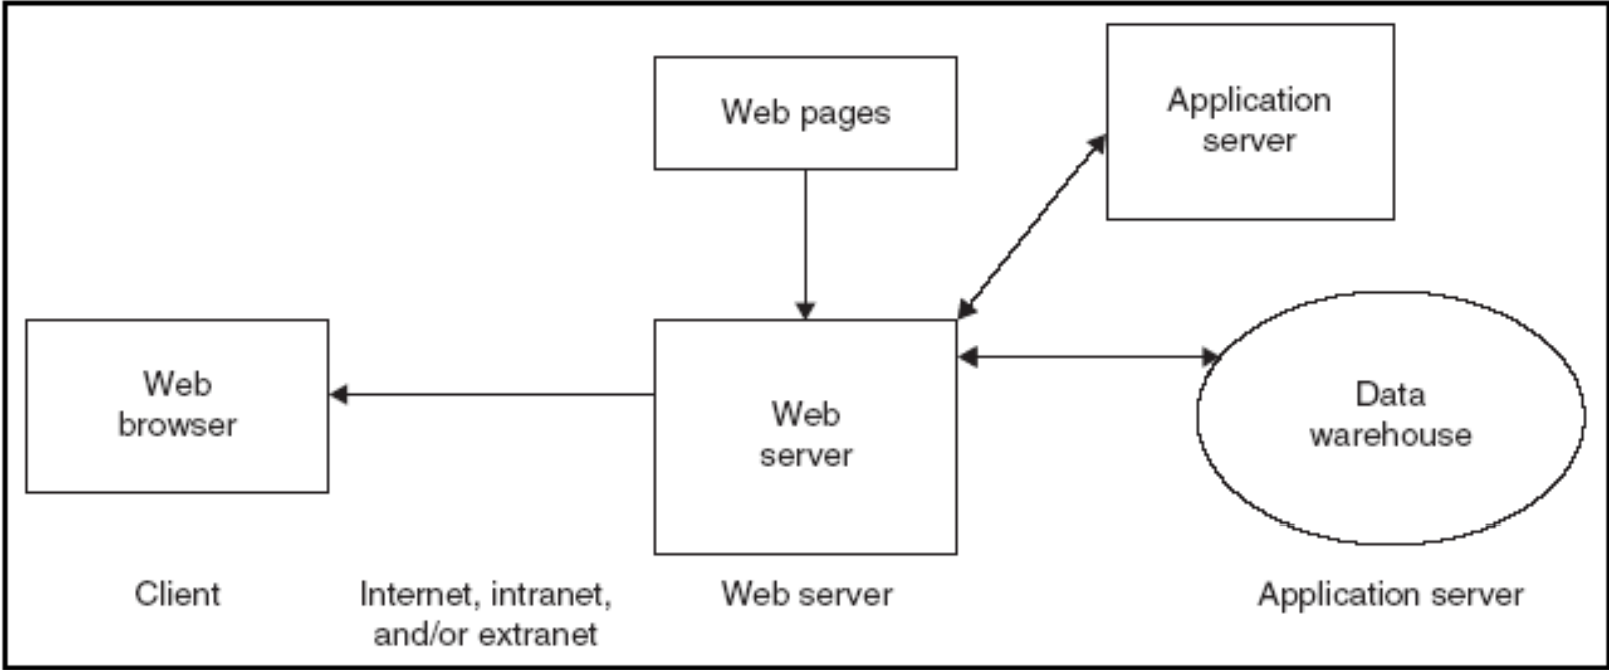 Web pages
Application
server
Web
browser
Web
server
Data
warehouse
Client
Internet, intranet,
and/or extranet
Web server
Application server